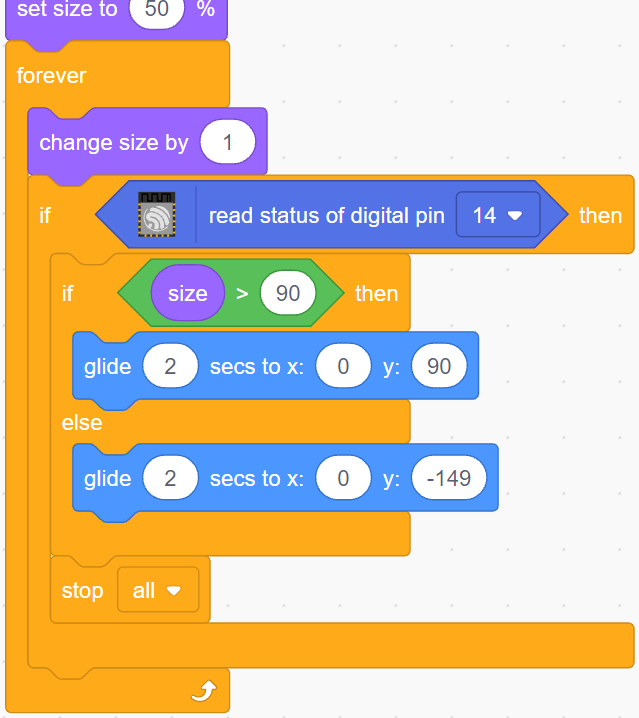 set size to 50 %
forever
change size by 1
if read status of digital pin 14 then
if size > 90 then
glide 2 secs to x: 0 y: 90
else
glide 2 secs to x: 0 y: -149
stop all